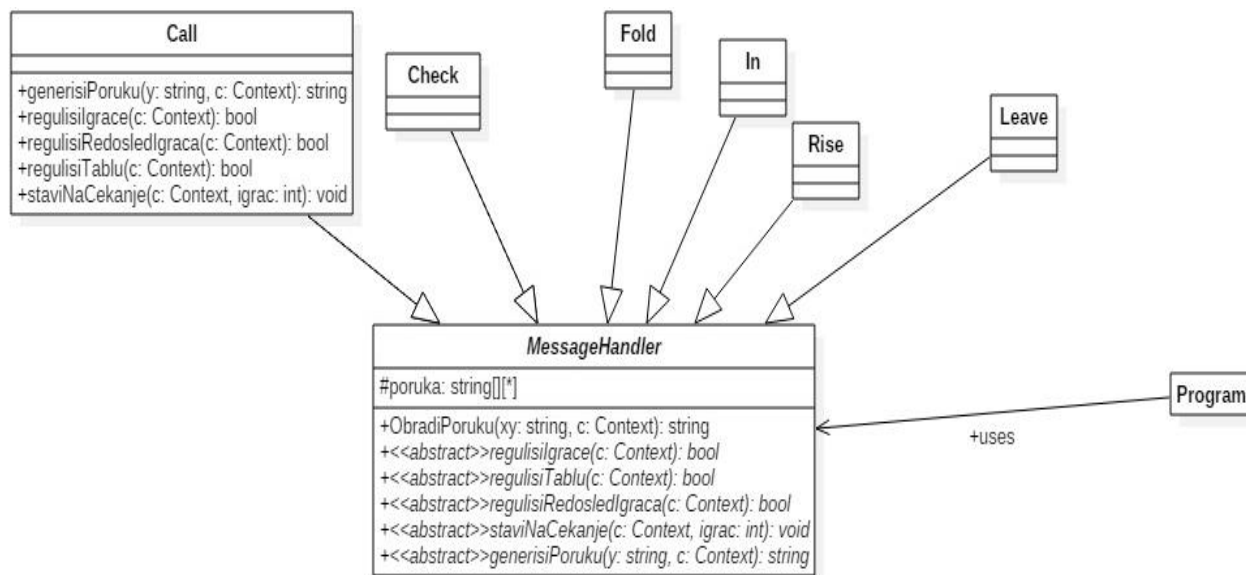 Call
+generisiPoruku(y: string, c: Context): string
+regulisiIgrace(c: Context): bool
+regulisiRedosledIgraca(c: Context): bool
+regulisiTablu(c: Context): bool
+staviNaCekanje(c: Context, igrac: int): void
Check
Fold
In
Rise
Leave
MessageHandler
#poruka: string[][*]
+ObradiPoruku(xy: string, c: Context): string
+<<abstract>>regulisiIgrace(c: Context): bool
+<<abstract>>regulisiTablu(c: Context): bool
+<<abstract>>regulisiRedosledIgraca(c: Context): bool
+<<abstract>>staviNaCekanje(c: Context, igrac: int): void
+<<abstract>>generisiPoruku(y: string, c: Context): string
Program
+uses